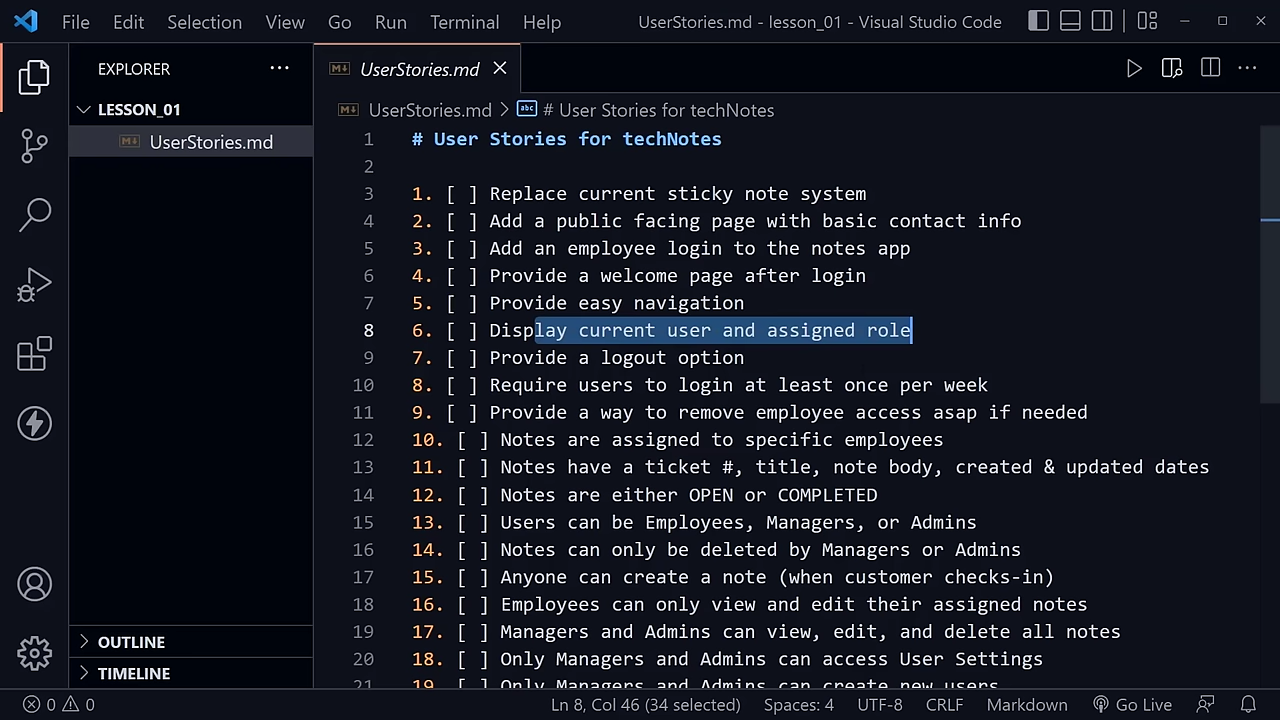 File Edit Selection View Go Run Terminal Help UserStories.md - lesson_01 - Visual Studio Code
EXPLORER
LESSON_01
UserStories.md
OUTLINE
TIMELINE
UserStories.md
UserStories.md > # User Stories for techNotes
1 # User Stories for techNotes
2
3 1. [ ] Replace current sticky note system
4 2. [ ] Add a public facing page with basic contact info
5 3. [ ] Add an employee login to the notes app
6 4. [ ] Provide a welcome page after login
7 5. [ ] Provide easy navigation
8 6. [ ] Display current user and assigned role
9 7. [ ] Provide a logout option
10 8. [ ] Require users to login at least once per week
11 9. [ ] Provide a way to remove employee access asap if needed
12 10. [ ] Notes are assigned to specific employees
13 11. [ ] Notes have a ticket #, title, note body, created & updated dates
14 12. [ ] Notes are either OPEN or COMPLETED
15 13. [ ] Users can be Employees, Managers, or Admins
16 14. [ ] Notes can only be deleted by Managers or Admins
17 15. [ ] Anyone can create a note (when customer checks-in)
18 16. [ ] Employees can only view and edit their assigned notes
19 17. [ ] Managers and Admins can view, edit, and delete all notes
20 18. [ ] Only Managers and Admins can access User Settings
21 19. [ ] Only Managers and Admins can create new users
0 0 Ln 8, Col 46 (34 selected) Spaces: 4 UTF-8 CRLF Markdown Go Live